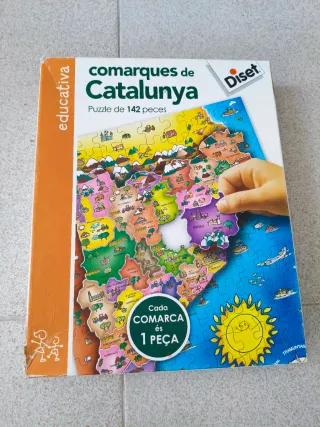 educativa
comarques de
Catalunya
Puzzle de 142 peces
Diset
Cada
COMARCA
és
1 PEÇA